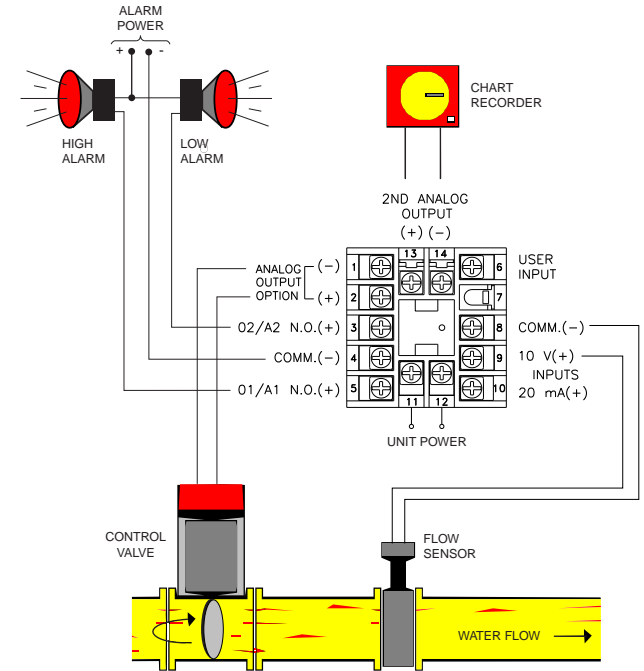 ALARM
POWER
+ -
HIGH
ALARM
LOW
ALARM
CHART
RECORDER
2ND ANALOG
OUTPUT
(+) (-)
13 14
ANALOG
OUTPUT
OPTION
(-)
(+)
O2/A2 N.O.(+)
COMM.(-)
O1/A1 N.O.(+)
1
2
3
4
5
6
7
8
9
10
USER
INPUT
COMM.(-)
10 V(+)
INPUTS
20 mA(+)
11 12
UNIT POWER
CONTROL
VALVE
FLOW
SENSOR
WATER FLOW